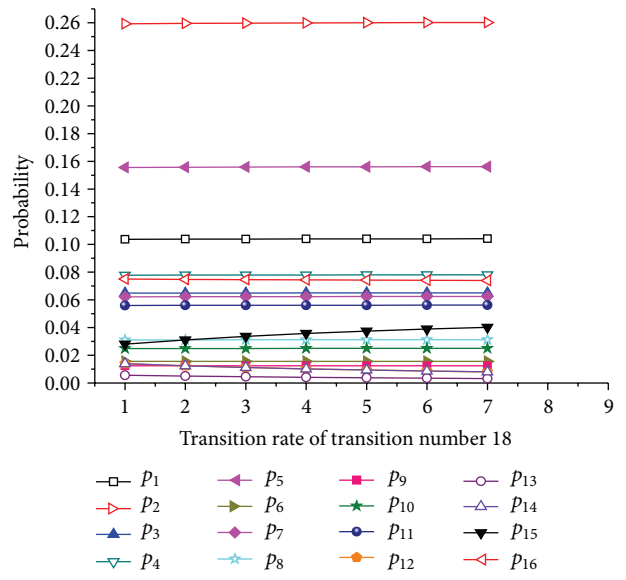 0.26
0.24
0.22
0.20
0.18
0.16
0.14
0.12
0.10
0.08
0.06
0.04
0.02
0.00
Probability
1 2 3 4 5 6 7 8 9
Transition rate of transition number 18
p1 p5 p9 p13
p2 p6 p10 p14
p3 p7 p11 p15
p4 p8 p12 p16